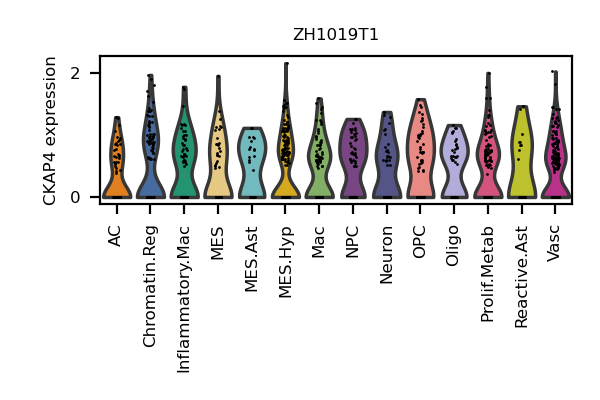 ZH1019T1
CKAP4 expression
2
0
AC
Chromatin.Reg
Inflammatory.Mac
MES
MES.Ast
MES.Hyp
Mac
NPC
Neuron
OPC
Oligo
Prolif.Metab
Reactive.Ast
Vasc